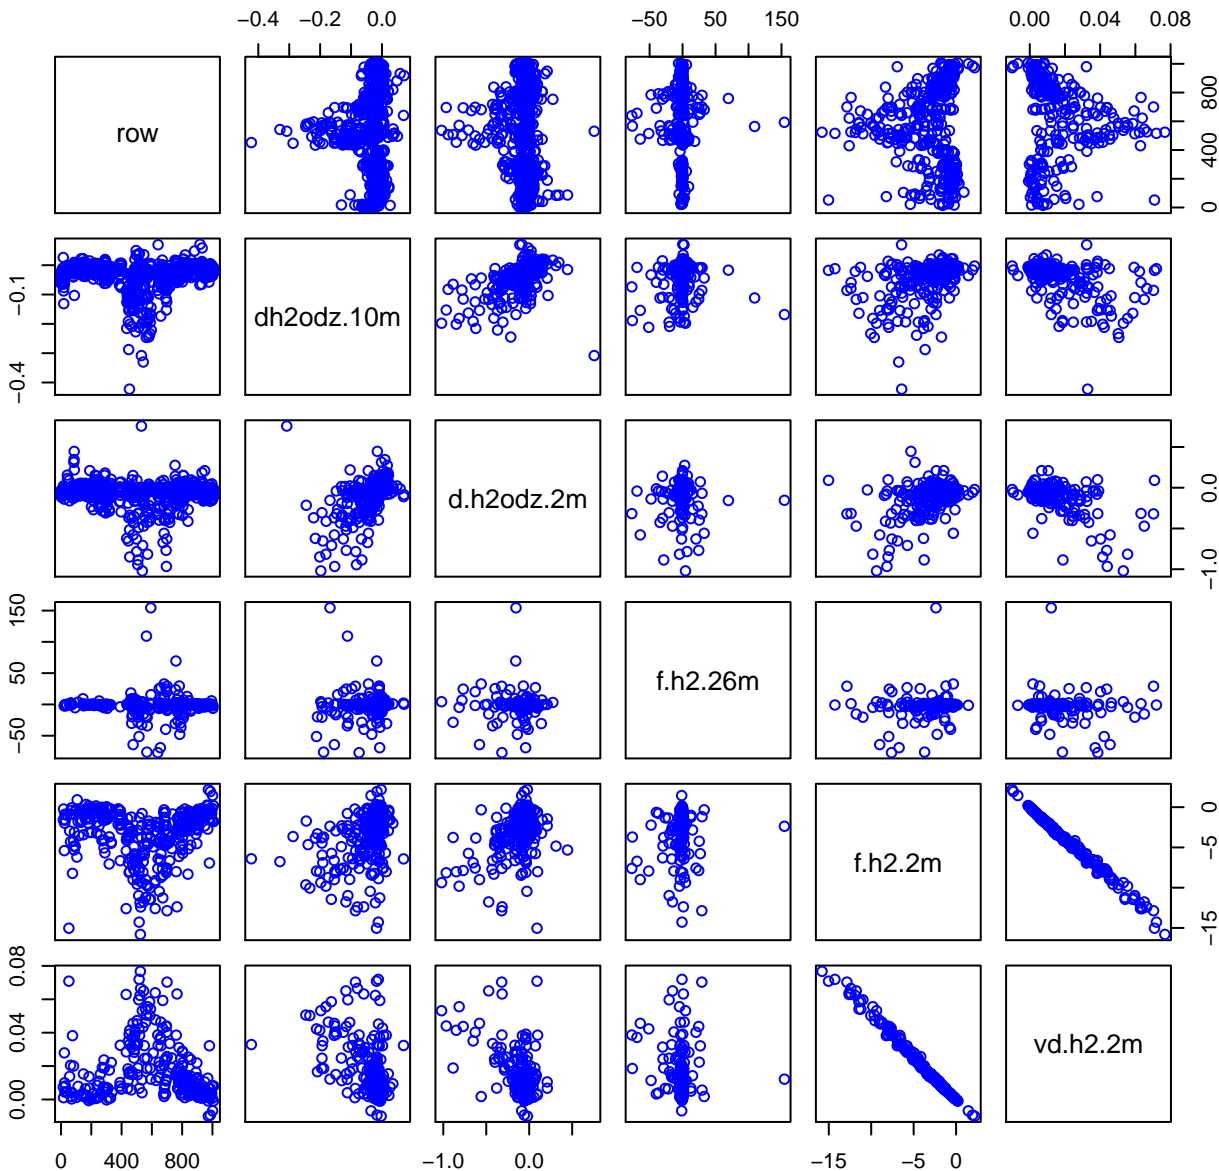 −0.4 −0.2 0.0 −50 50 150 0.00 0.04 0.08
row 0 400 800
−0.4 −0.1 dh2odz.10m
d.h2odz.2m −1.0 0.0
−50 50 150 f.h2.26m
f.h2.2m −15 −5 0
0.00 0.04 0.08 vd.h2.2m
0 400 800 −1.0 0.0 −15 −5 0